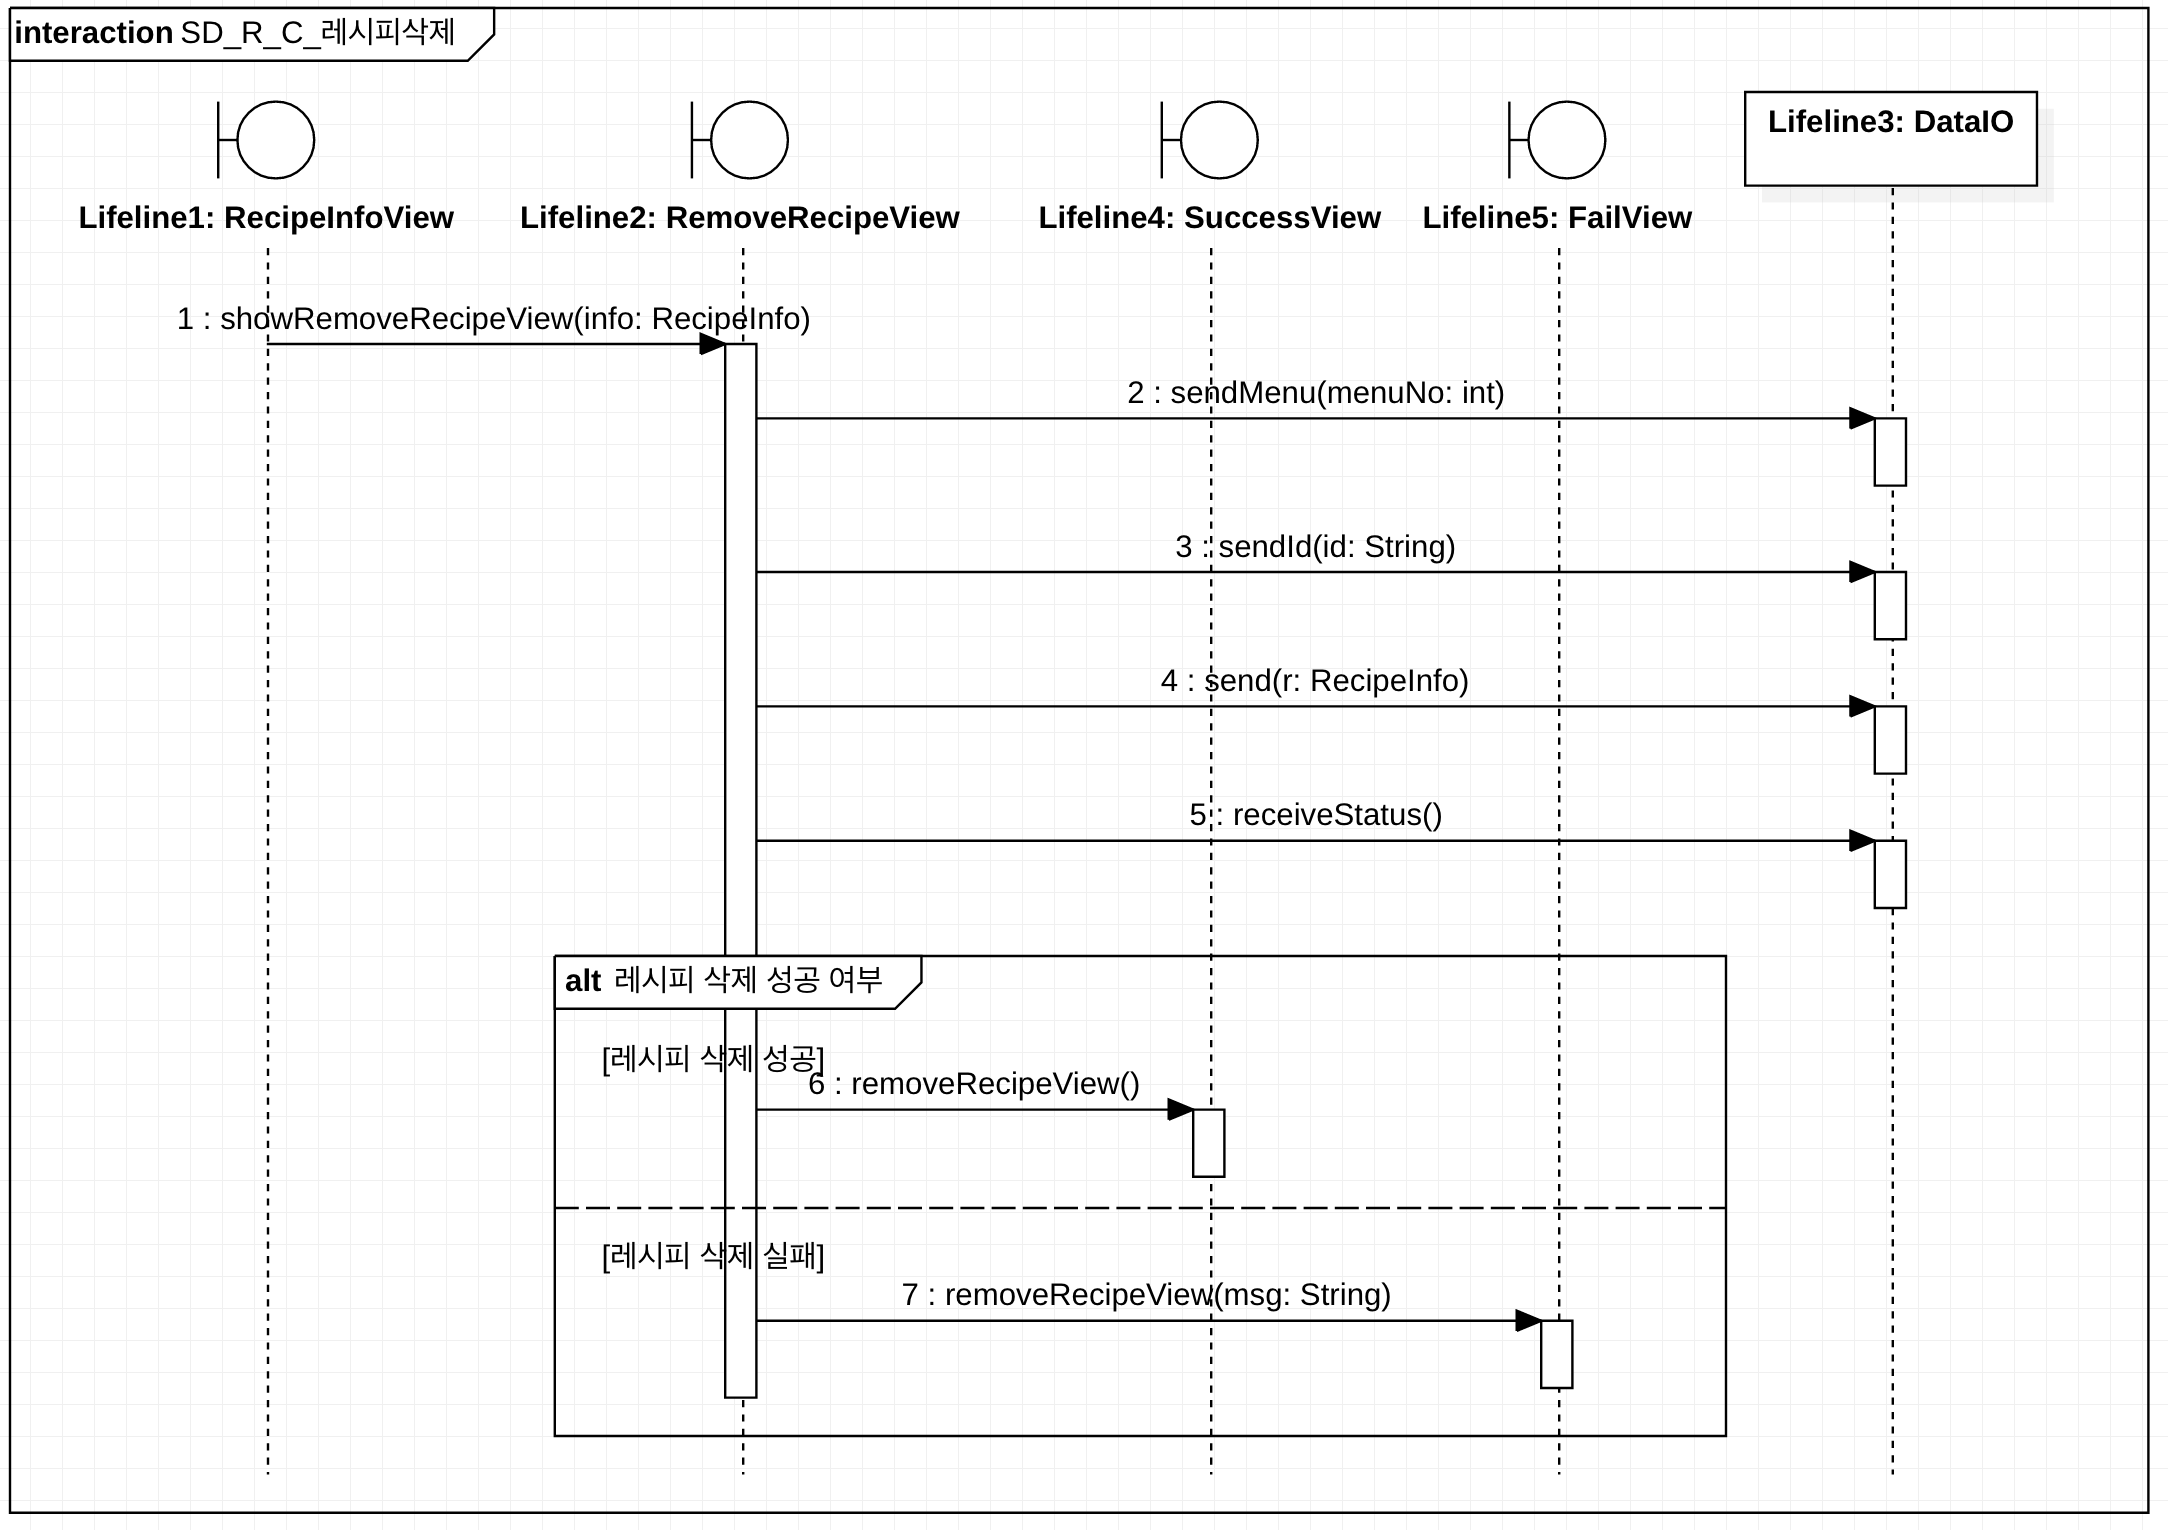 interaction SD_R_C_레시피삭제
Lifeline3: DataIO
Lifeline1: RecipeInfoView
Lifeline2: RemoveRecipeView
Lifeline4: SuccessView
Lifeline5: FailView
1 : showRemoveRecipeView(info: RecipeInfo)
2 : sendMenu(menuNo: int)
3 : sendId(id: String)
4 : send(r: RecipeInfo)
5 : receiveStatus()
alt 레시피 삭제 성공 여부
[레시피 삭제 성공]
6 : removeRecipeView()
[레시피 삭제 실패]
7 : removeRecipeView(msg: String)